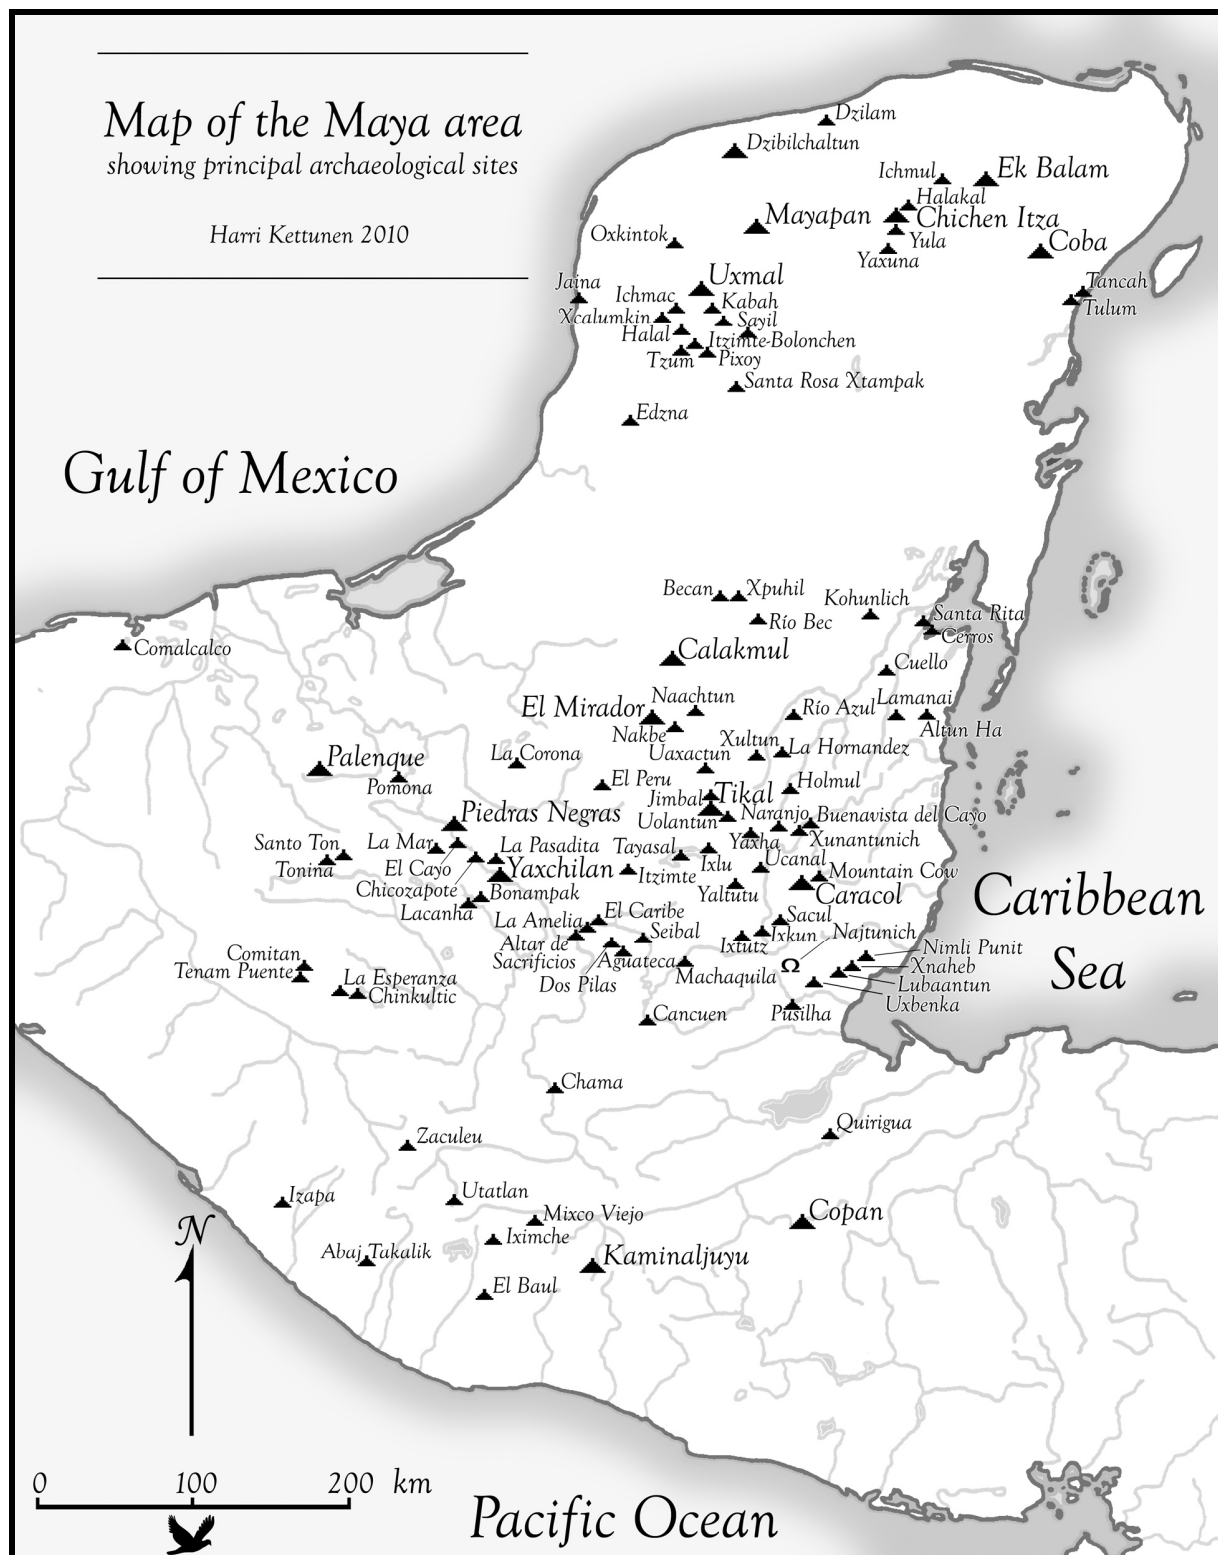 Map of the Maya area
showing principal archaeological sites
Harri Kettunen 2010
Dzilam
Dzibilchaltun
Ichmul
Ek Balam
Halakal
Mayapan
Chichen Itza
Oxkintok
Yula
Coba
Yaxuna
Uxmal
Tancah
Jaina
Ichmac
Kabah
Tulum
Xcalumkin
Sayil
Halal
Itzimte-Bolonchen
Tzum
Pixoy
Santa Rosa Xtampak
Edzna
Gulf of Mexico
Becan
Xpuhil
Kohunlich
Río Bec
Santa Rita
Cerros
Comalcalco
Calakmul
Cuello
Naachtun
El Mirador
Río Azul
Lamanai
Nakbe
Altun Ha
Xultun
Uaxactun
La Hornandez
La Corona
Palenque
Pomona
El Peru
Holmul
Jimbal
Tikal
Piedras Negras
Uolantun
Naranjo
Buenavista del Cayo
Santo Ton
La Mar
La Pasadita
Tayasal
Yaxha
Xunantunich
Tonina
El Cayo
Yaxchilan
Ixlu
Ucanal
Chicozapote
Itzimte
Mountain Cow
Bonampak
Yaltutu
Caracol
Lacanha
El Caribe
Caribbean
Sea
La Amelia
Sacul
Altar de
Sacrificios
Seibal
Ixtutz
Ixkun
Najtunich
Comitan
Aguateca
Nimli Punit
Tenam Puente
Dos Pilas
Machaquila
Ω
Xnaheb
La Esperanza
Lubaantun
Chinkultic
Uxbenka
Cancuen
Pusilha
Chama
Quirigua
Zaculeu
Izapa
Utatlan
Mixco Viejo
Copan
N
Iximche
Abaj Takalik
Kaminaljuyu
El Baul
0 100 200 km
Pacific Ocean